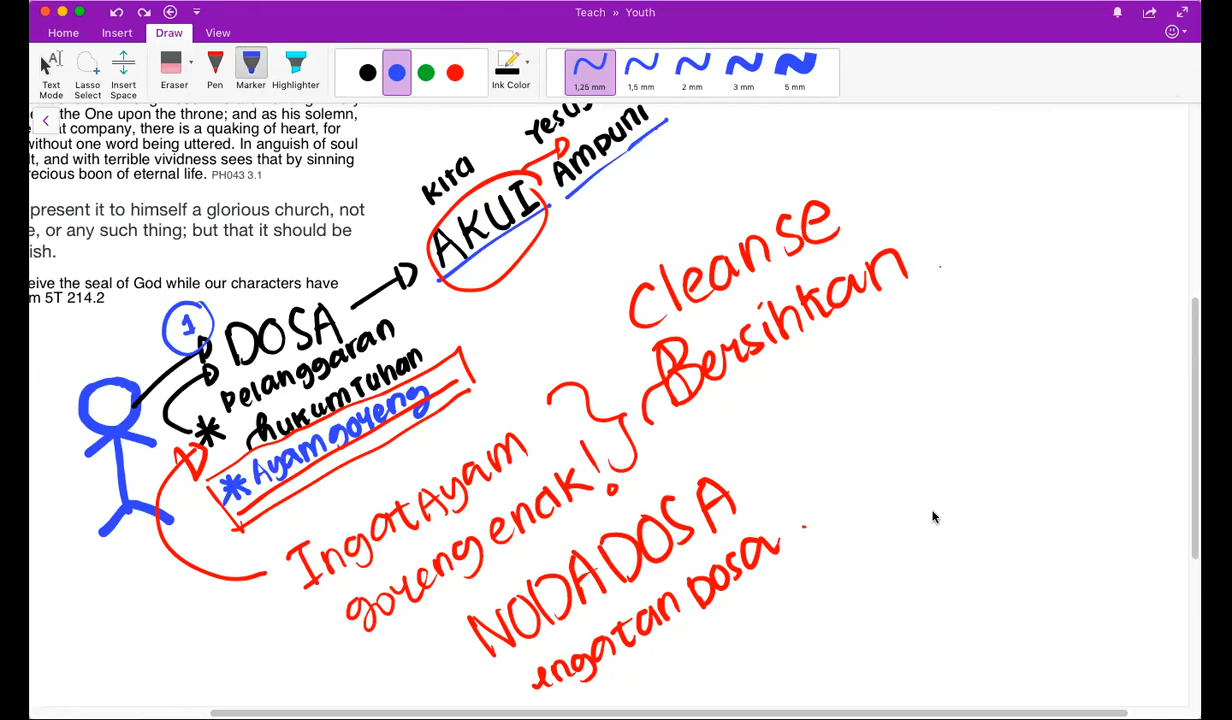 Teach » Youth
Home Insert Draw View
Text Mode
Lasso Select
Insert Space
Eraser
Pen
Marker
Highlighter
Ink Color
1,25 mm
1,5 mm
2 mm
3 mm
5 mm
the One upon the throne; and as his solemn,
at company, there is a quaking of heart, for
without one word being uttered. In anguish of soul
t, and with terrible vividness sees that by sinning
recious boon of eternal life. PH043 3.1
present it to himself a glorious church, not
e, or any such thing; but that it should be
ish.
eive the seal of God while our characters have
m 5T 214.2
Kita
Yesus
AKUI
Ampuni
1
DOSA
pelanggaran
* hukum Tuhan
* Ayam goreng
Ingat Ayam
goreng enak!
Cleanse
Bersihkan
NODA DOSA
ingatan Dosa